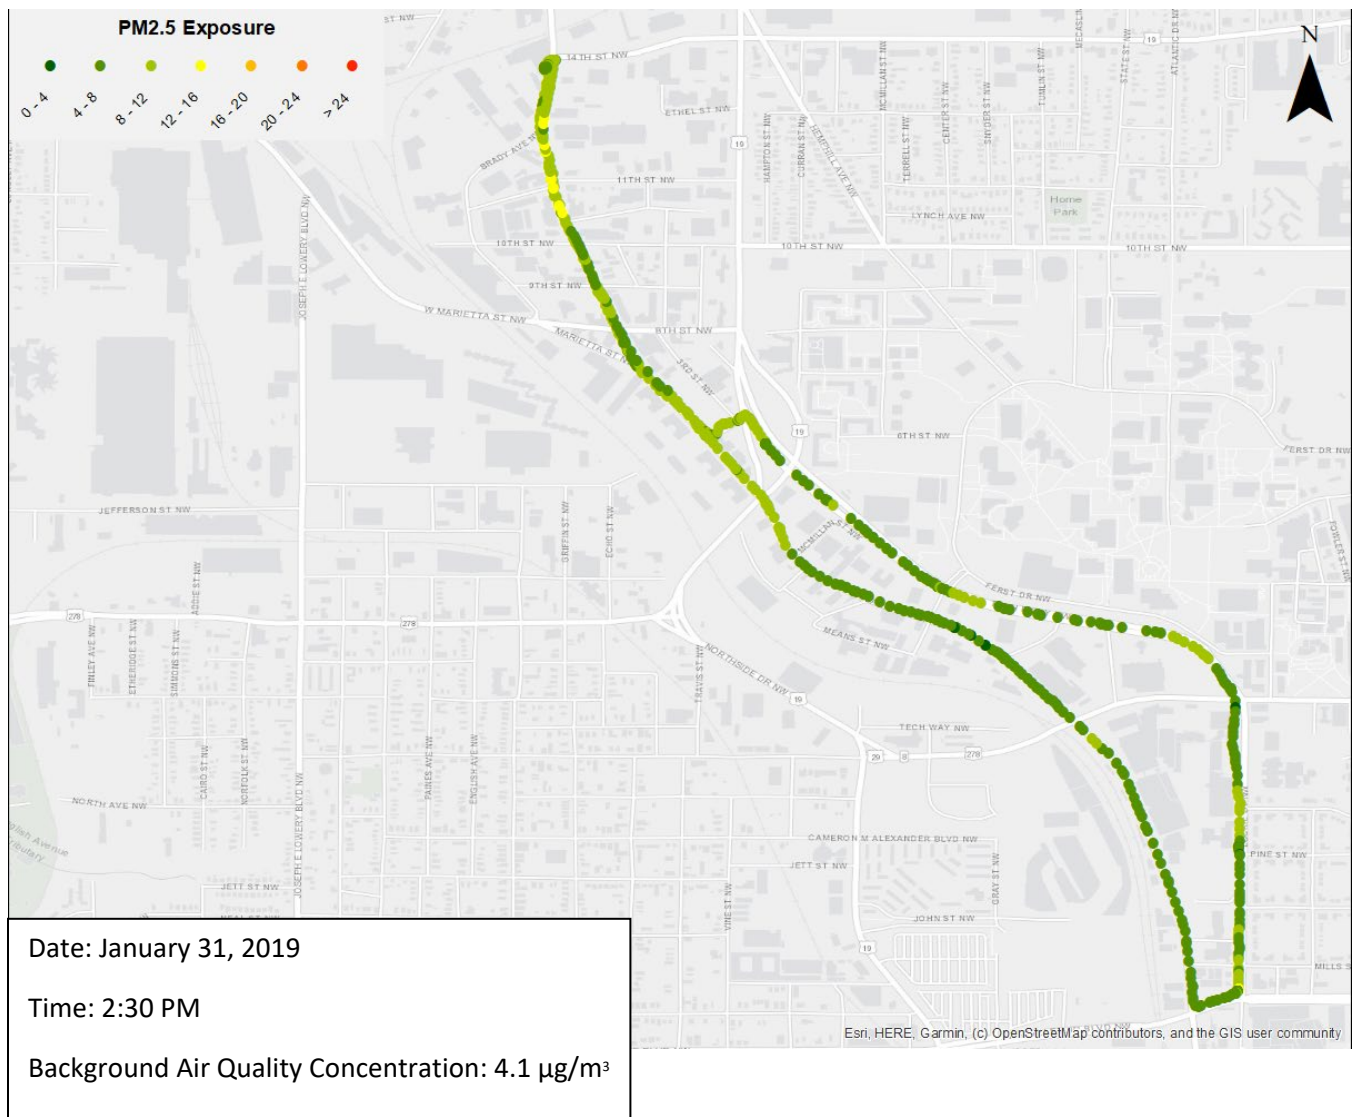 PM2.5 Exposure
0 - 4
4 - 8
8 - 12
12 - 16
16 - 20
20 - 24
> 24
N
ST NW
14TH ST NW
19
MECASLIN
STATE ST NW
ATLANTIC DR NW
MCMILLAN ST NW
TUMLIN ST NW
ETHEL ST NW
CENTER ST NW
SNYDER ST NW
HEMPHILL AVE NW
HAMPTON ST NW
CURRAN ST NW
TERRELL ST NW
19
BRADY AVE N
11TH ST NW
Home
Park
LYNCH AVE NW
JOSEPH E LOWERY BLVD NW
10TH ST NW
10TH ST NW
10TH ST NW
9TH ST NW
W MARIETTA ST NW
8TH ST NW
MARIETTA ST N
3RD ST NW
19
6TH ST NW
FERST DR NW
JEFFERSON ST NW
GRIFFIN ST NW
ECHO ST NW
MCMILLAN ST NW
FOWLER ST NW
ADDIE ST NW
FERST DR NW
278
278
MEANS ST NW
FINLEY AVE NW
ETHERIDGE ST NW
SIMMONS ST NW
NORTHSIDE DR NW
TRAVIS ST NW
19
TECH WAY NW
29
8
278
CAIRO ST NW
NORFOLK ST NW
PAINES AVE NW
ENGLISH AVE NW
NORTH AVE NW
JOSEPH E LOWERY BLVD NW
glish Avenue
ributary
CAMERON M ALEXANDER BLVD NW
PINE ST NW
JETT ST NW
JETT ST NW
GRAY ST NW
VINE ST NW
JOHN ST NW
19
MILLS S
Esri, HERE, Garmin, (c) OpenStreetMap contributors, and the GIS user community
Date: January 31, 2019
Time: 2:30 PM
Background Air Quality Concentration: 4.1 µg/m³